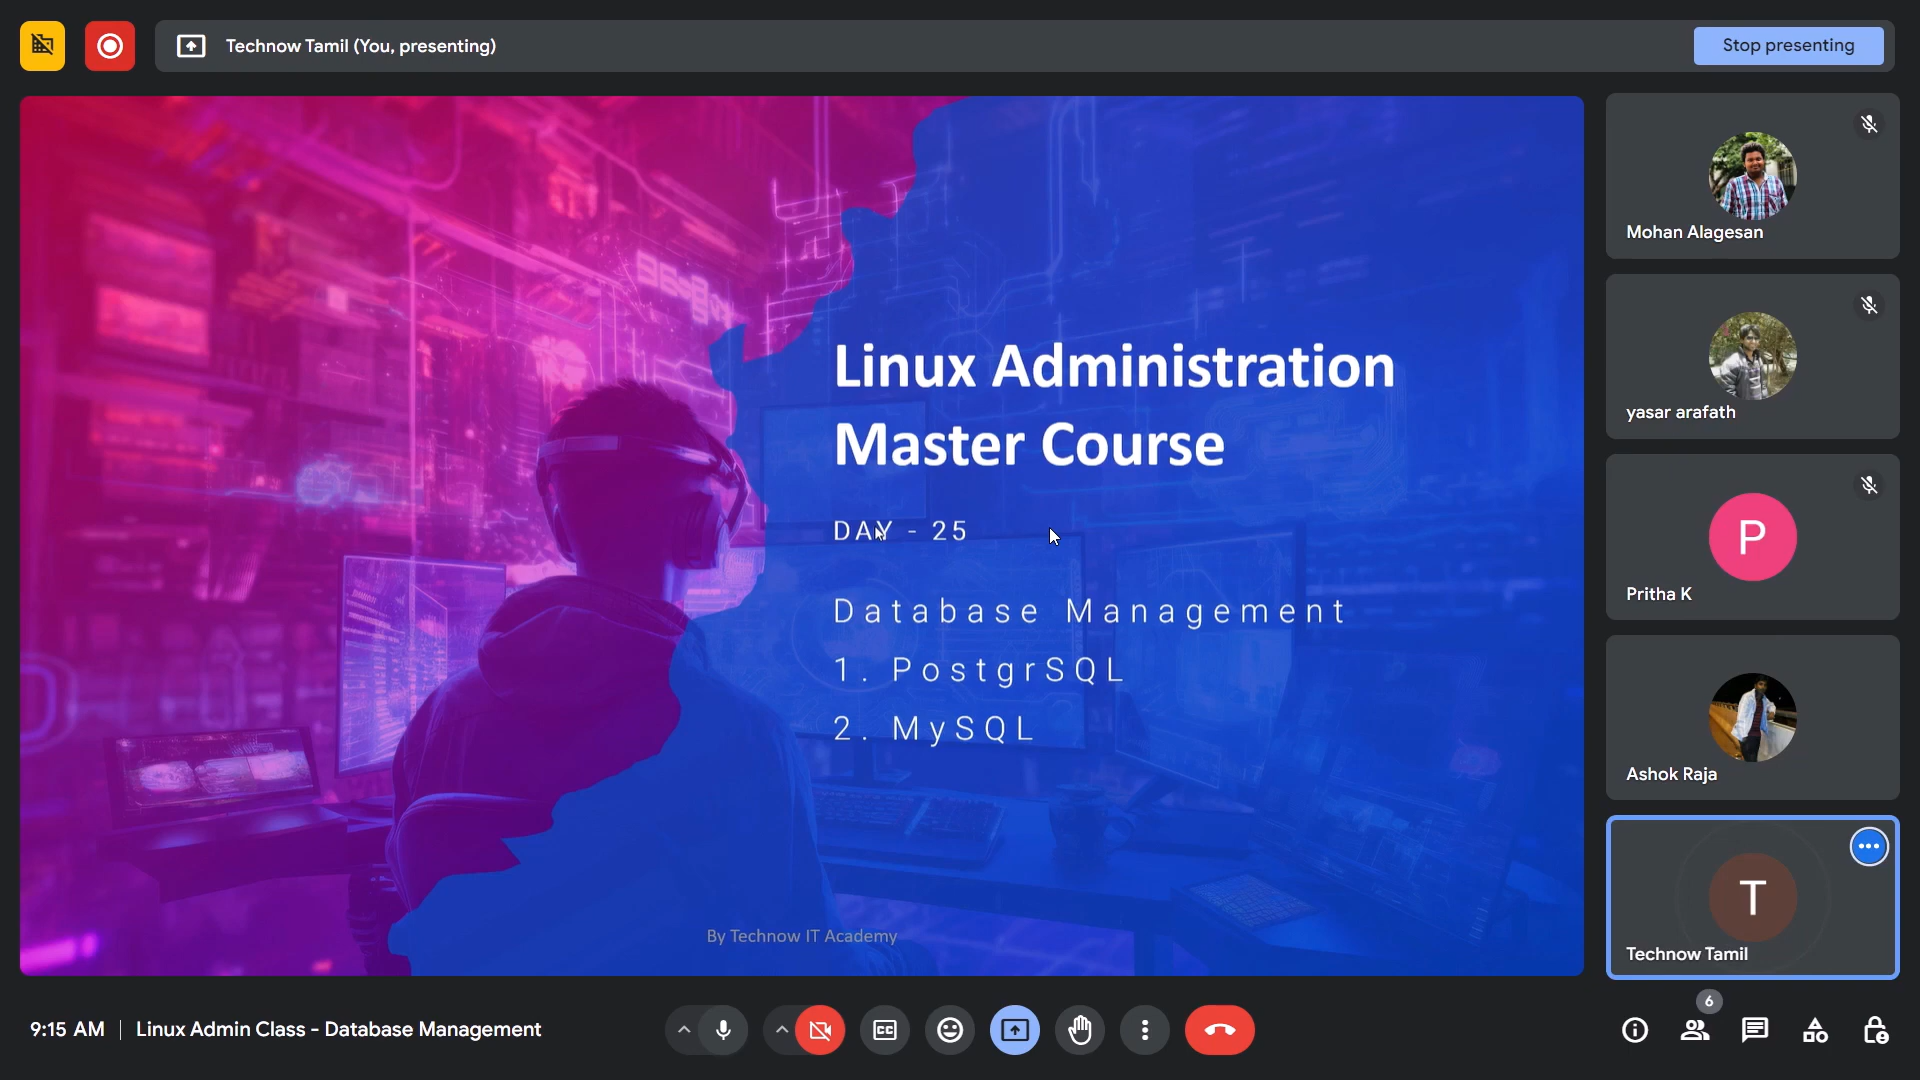 Technow Tamil (You, presenting)
Stop presenting
Linux Administration
Master Course
DAY - 25
Database Management
1. PostgrSQL
2. MySQL
By Technow IT Academy
Mohan Alagesan
yasar arafath
P
Pritha K
Ashok Raja
T
Technow Tamil
9:15 AM | Linux Admin Class - Database Management
CC
6